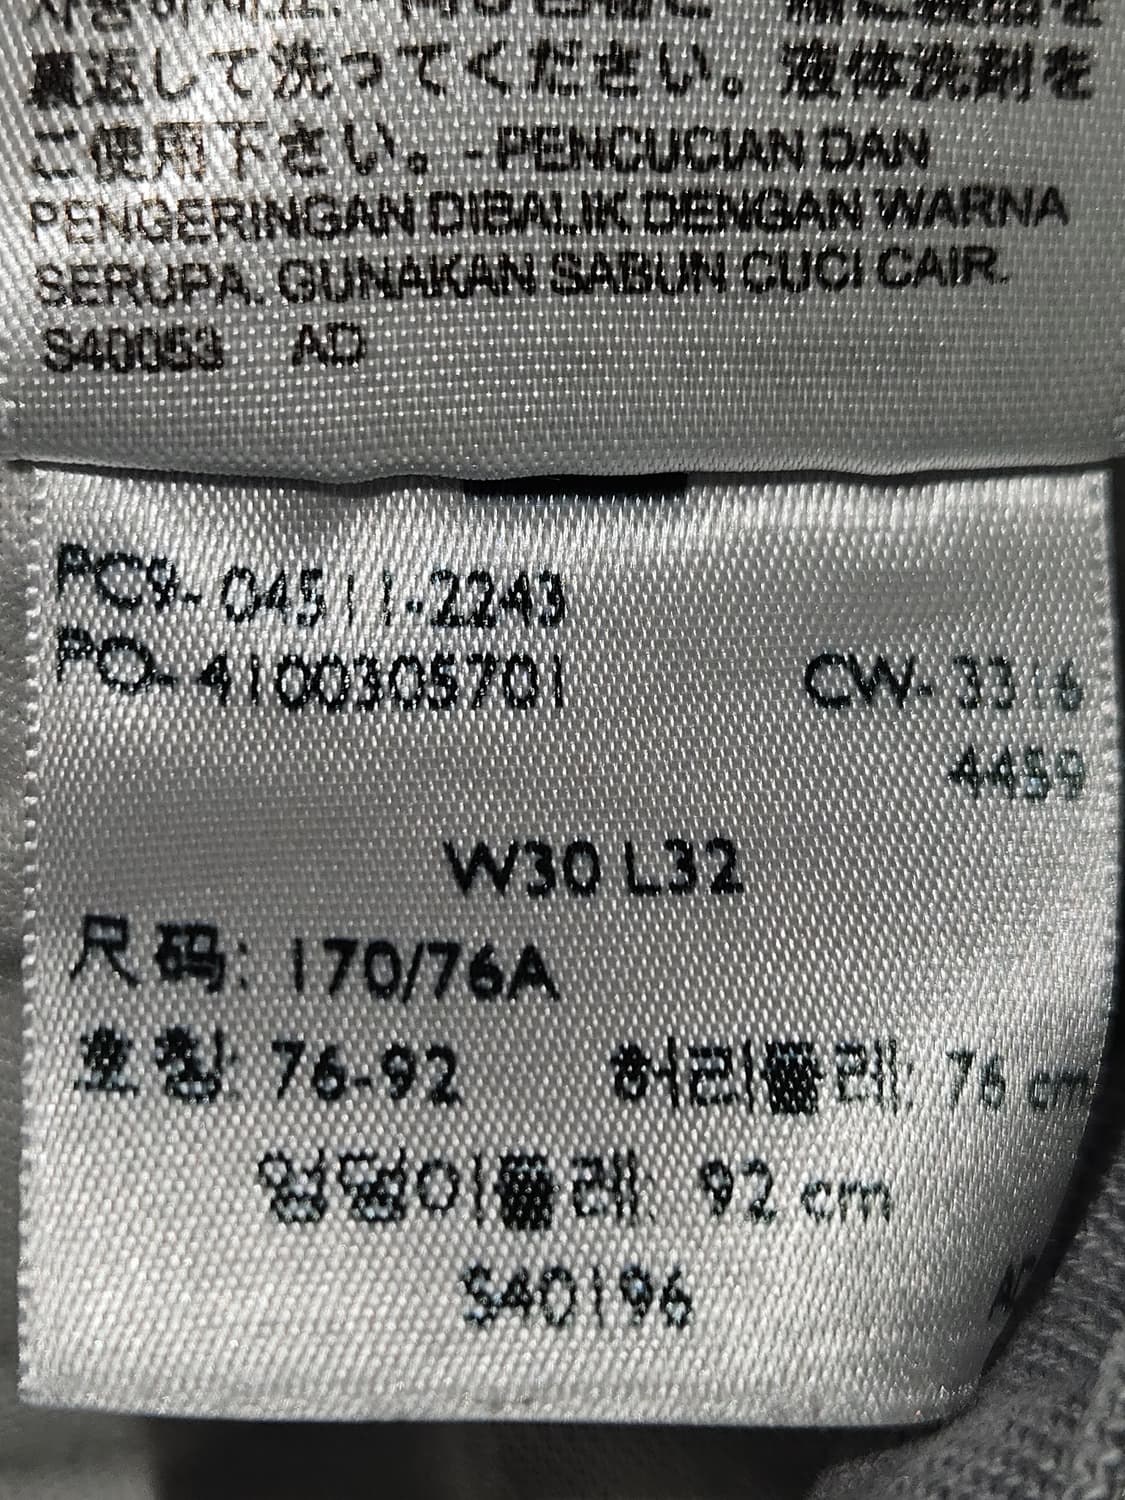 裏返して洗ってください。液体洗剤を
ご使用下さい。-PENCUCIAN DAN
PENGERINGAN DIBALIK DENGAN WARNA
SERUPA. GUNAKAN SABUN CUCI CAIR.
S40053 AD
PC9-04511-2243
PO-4100305701
CW-3316
4459
W30 L32
尺码: 170/76A
호칭: 76-92 허리둘레: 76 cm
엉덩이둘레: 92 cm
S40196